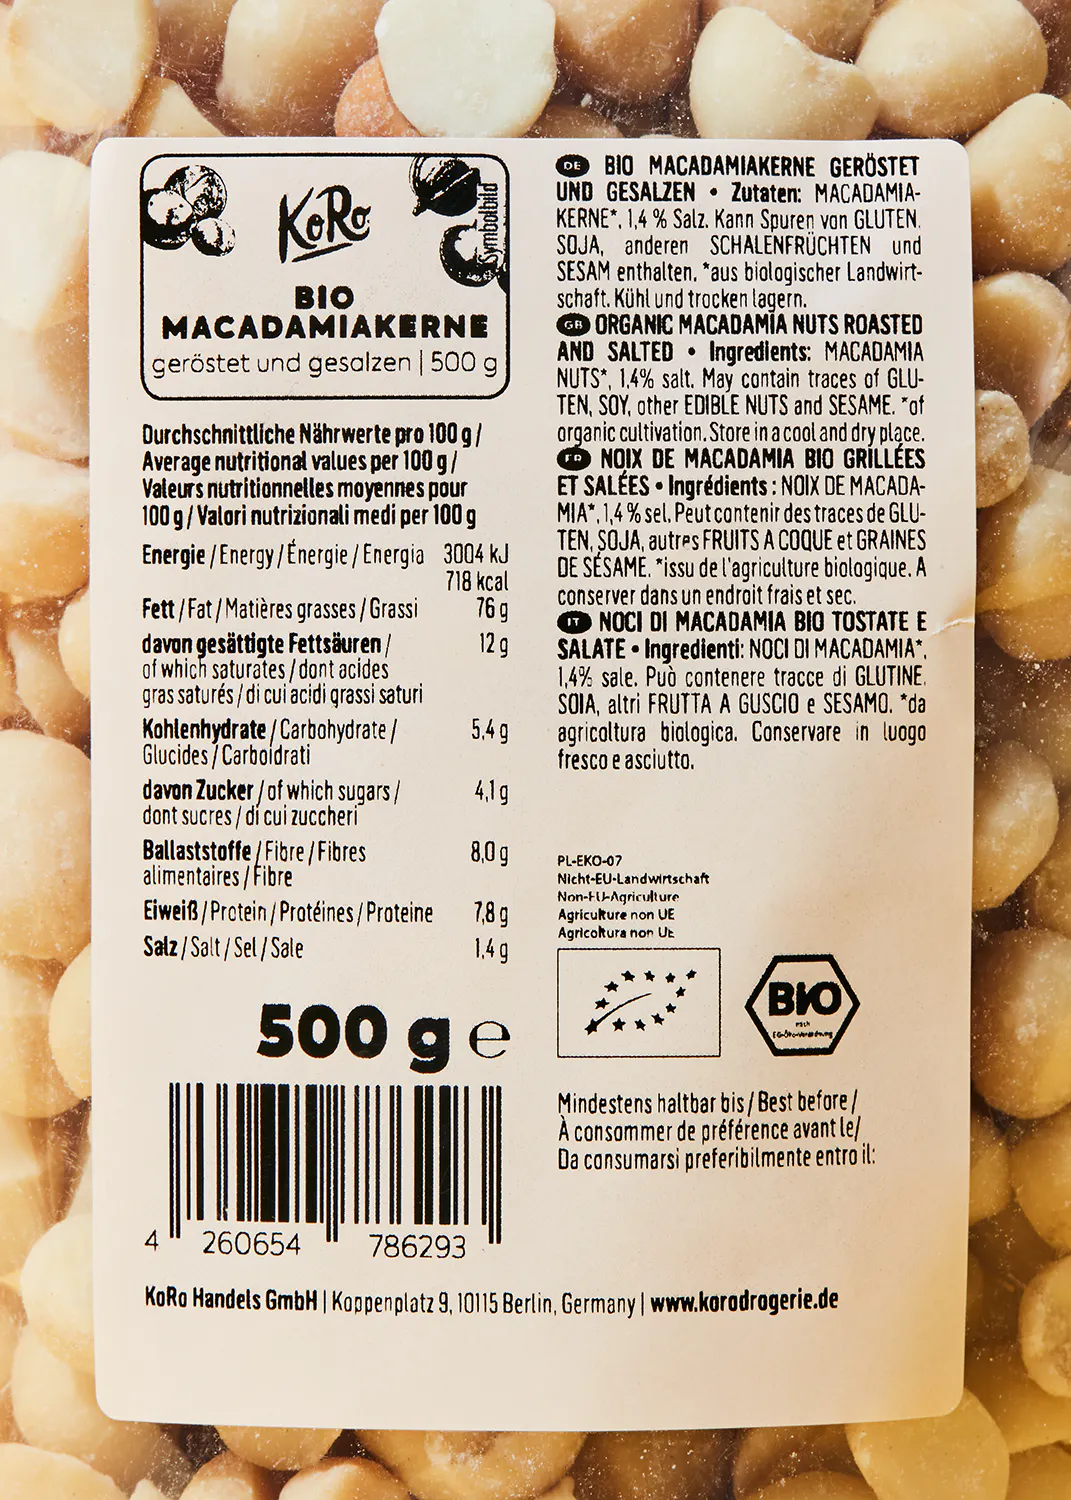 KoRo
Symbolbild
BIO
MACADAMIAKERNE
geröstet und gesalzen | 500 g
Durchschnittliche Nährwerte pro 100 g /
Average nutritional values per 100 g /
Valeurs nutritionnelles moyennes pour
100 g / Valori nutrizionali medi per 100 g
Energie / Energy / Énergie / Energia 3004 kJ
718 kcal
Fett / Fat / Matières grasses / Grassi 76 g
davon gesättigte Fettsäuren / 12 g
of which saturates / dont acides
gras saturés / di cui acidi grassi saturi
Kohlenhydrate / Carbohydrate / 5,4 g
Glucides / Carboidrati
davon Zucker / of which sugars / 4,1 g
dont sucres / di cui zuccheri
Ballaststoffe / Fibre / Fibres 8,0 g
alimentaires / Fibre
Eiweiß / Protein / Protéines / Proteine 7,8 g
Salz / Salt / Sel / Sale 1,4 g
500 g e
4 260654 786293
DE BIO MACADAMIAKERNE GERÖSTET
UND GESALZEN • Zutaten: MACADAMIA-
KERNE*, 1,4 % Salz. Kann Spuren von GLUTEN,
SOJA, anderen SCHALENFRÜCHTEN und
SESAM enthalten. *aus biologischer Landwirt-
schaft. Kühl und trocken lagern.
GB ORGANIC MACADAMIA NUTS ROASTED
AND SALTED • Ingredients: MACADAMIA
NUTS*, 1.4% salt. May contain traces of GLU-
TEN, SOY, other EDIBLE NUTS and SESAME. *of
organic cultivation. Store in a cool and dry place.
FR NOIX DE MACADAMIA BIO GRILLÉES
ET SALÉES • Ingrédients : NOIX DE MACADA-
MIA*, 1,4 % sel. Peut contenir des traces de GLU-
TEN, SOJA, autres FRUITS A COQUE et GRAINES
DE SÉSAME. *issu de l'agriculture biologique. A
conserver dans un endroit frais et sec.
IT NOCI DI MACADAMIA BIO TOSTATE E
SALATE • Ingredienti: NOCI DI MACADAMIA*,
1,4% sale. Può contenere tracce di GLUTINE,
SOIA, altri FRUTTA A GUSCIO e SESAMO. *da
agricoltura biologica. Conservare in luogo
fresco e asciutto.
PL-EKO-07
Nicht-EU-Landwirtschaft
Non-EU-Agriculture
Agriculture non UE
Agricoltura non UE
BIO
nach
EG-Öko-Verordnung
Mindestens haltbar bis / Best before /
À consommer de préférence avant le/
Da consumarsi preferibilmente entro il:
KoRo Handels GmbH | Koppenplatz 9, 10115 Berlin, Germany | www.korodrogerie.de